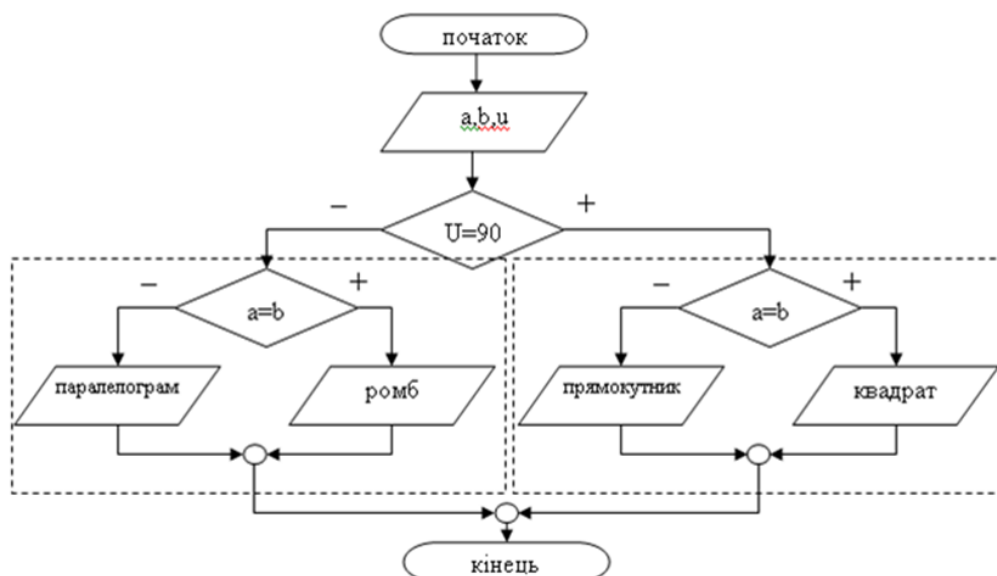 початок
a,b,u
– +
U=90
– +
a=b
– +
a=b
паралелограм
ромб
прямокутник
квадрат
кінець